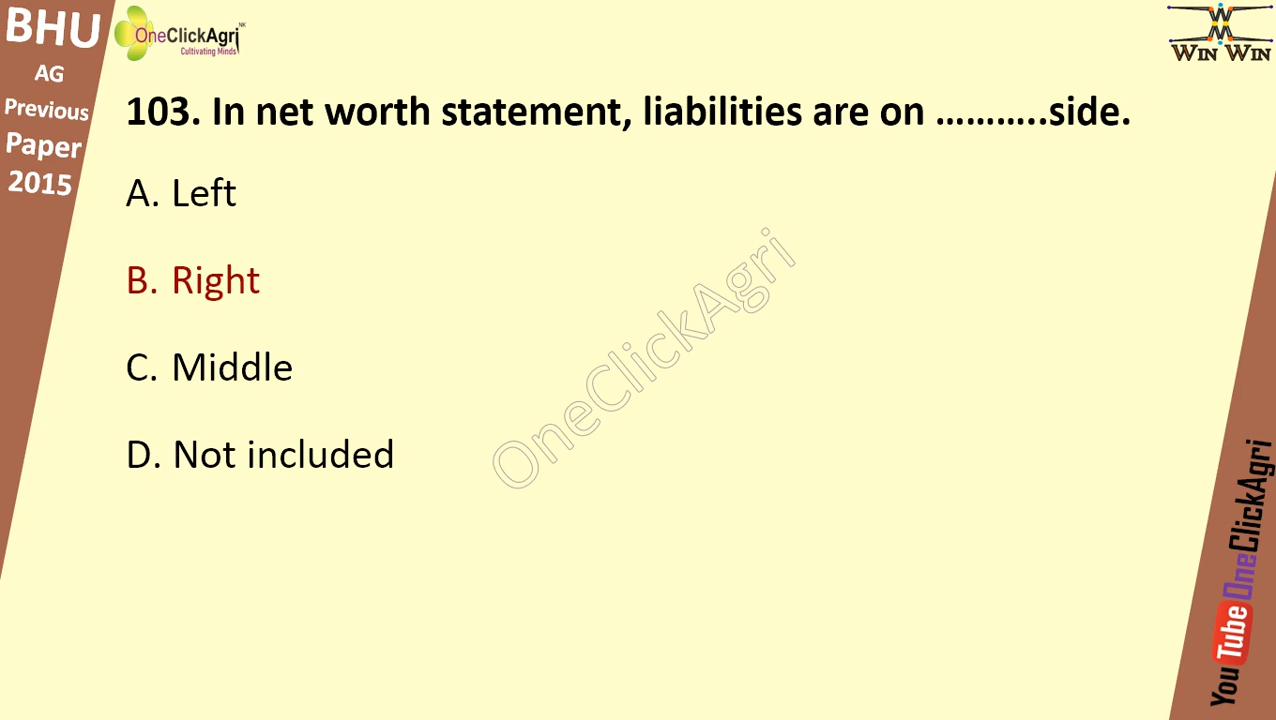 BHU
AG
Previous
Paper
2015
OneClickAgri
NK
Cultivating Minds
WIN WIN
103. In net worth statement, liabilities are on ………..side.
A. Left
B. Right
C. Middle
D. Not included
OneClickAgri
YouTube OneClickAgri